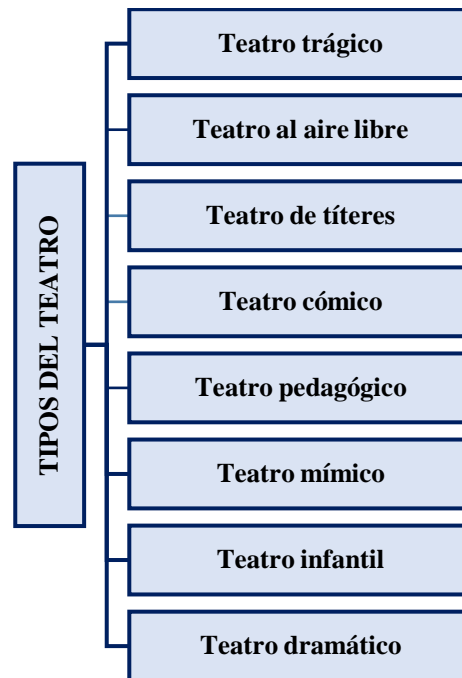 TIPOS DEL TEATRO
Teatro trágico
Teatro al aire libre
Teatro de títeres
Teatro cómico
Teatro pedagógico
Teatro mímico
Teatro infantil
Teatro dramático